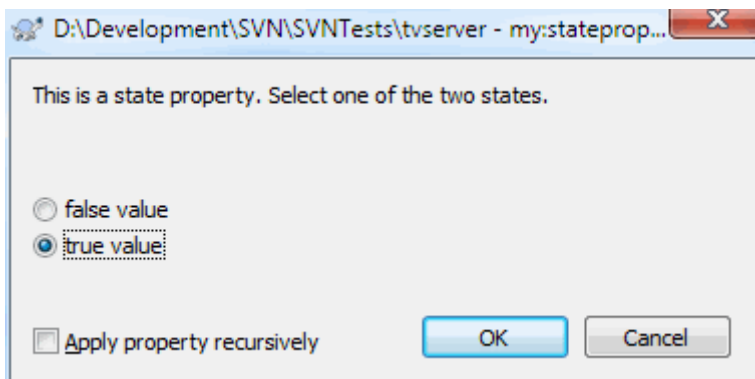 D:\Development\SVN\SVNTests\tvserver - my:stateprop...
This is a state property. Select one of the two states.
false value
true value
Apply property recursively
OK
Cancel